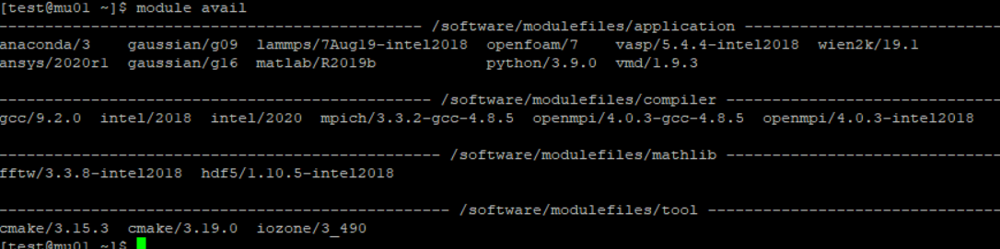 [test@mu01 ~]$ module avail
---------------------------------------------- /software/modulefiles/application --------------------------------
anaconda/3    gaussian/g09  lammps/7Aug19-intel2018  openfoam/7    vasp/5.4.4-intel2018  wien2k/19.1
ansys/2020r1  gaussian/g16  matlab/R2019b            python/3.9.0  vmd/1.9.3
----------------------------------------------- /software/modulefiles/compiler ------------------------------
gcc/9.2.0  intel/2018  intel/2020  mpich/3.3.2-gcc-4.8.5  openmpi/4.0.3-gcc-4.8.5  openmpi/4.0.3-intel2018
------------------------------------------------ /software/modulefiles/mathlib -------------------------------
fftw/3.3.8-intel2018  hdf5/1.10.5-intel2018
------------------------------------------------- /software/modulefiles/tool --------------------------------
cmake/3.15.3  cmake/3.19.0  iozone/3_490
[test@mu01 ~]$